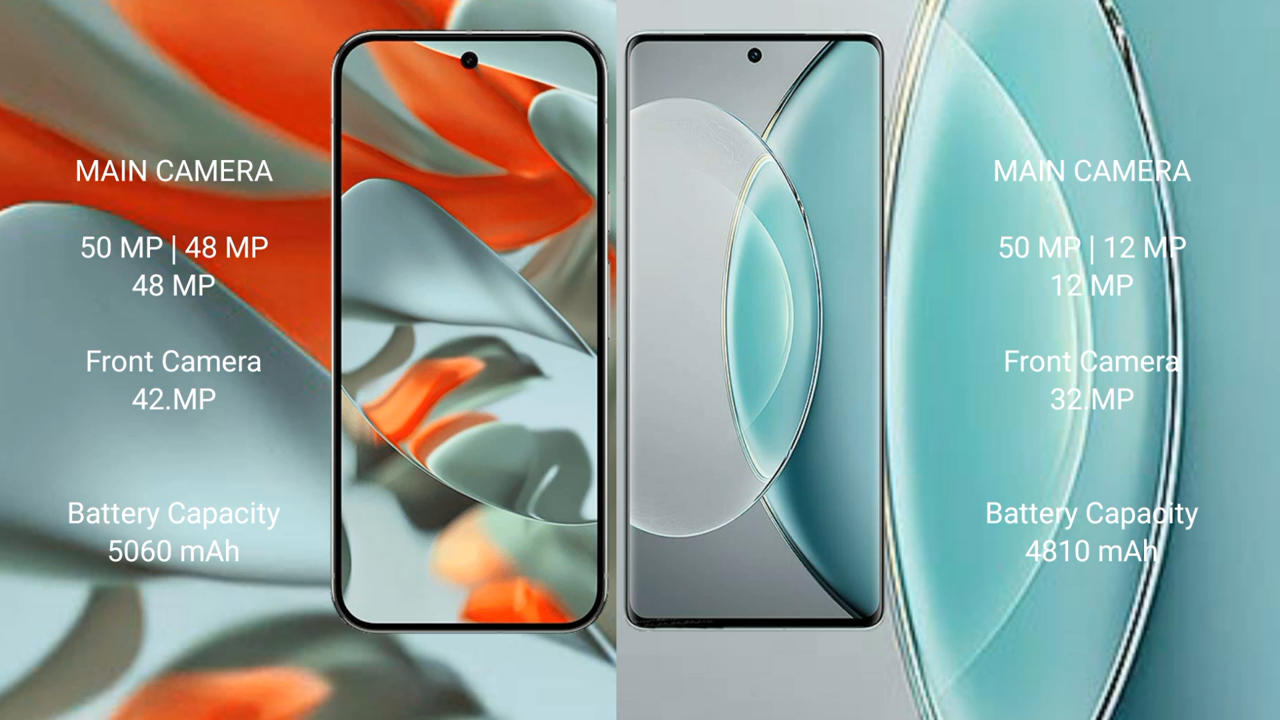 MAIN CAMERA
50 MP | 48 MP
48 MP
Front Camera
42.MP
Battery Capacity
5060 mAh
MAIN CAMERA
50 MP | 12 MP
12 MP
Front Camera
32.MP
Battery Capacity
4810 mAh